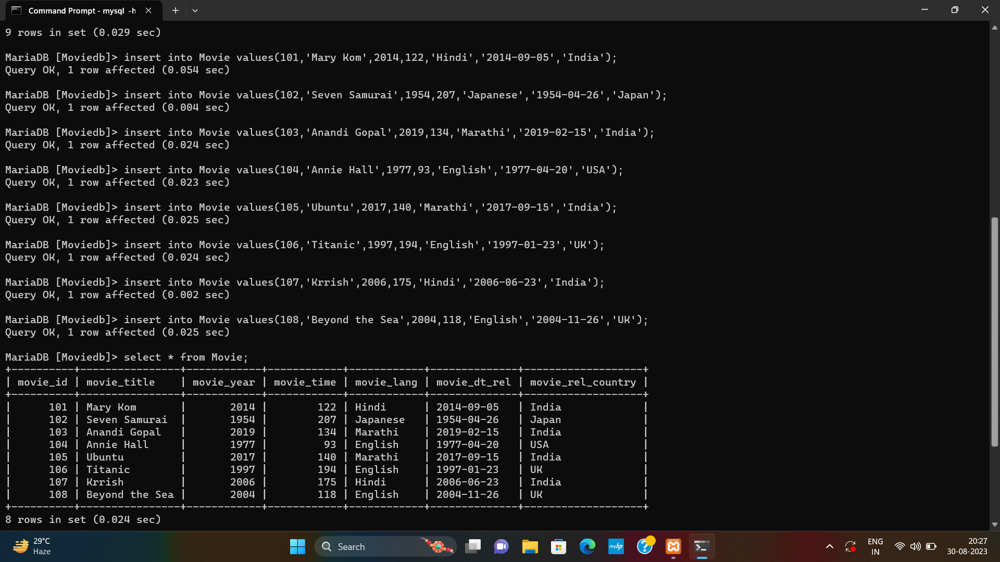 Command Prompt - mysql -h
9 rows in set (0.029 sec)
MariaDB [Moviedb]> insert into Movie values(101,'Mary Kom',2014,122,'Hindi','2014-09-05','India');
Query OK, 1 row affected (0.054 sec)
MariaDB [Moviedb]> insert into Movie values(102,'Seven Samurai',1954,207,'Japanese','1954-04-26','Japan');
Query OK, 1 row affected (0.004 sec)
MariaDB [Moviedb]> insert into Movie values(103,'Anandi Gopal',2019,134,'Marathi','2019-02-15','India');
Query OK, 1 row affected (0.024 sec)
MariaDB [Moviedb]> insert into Movie values(104,'Annie Hall',1977,93,'English','1977-04-20','USA');
Query OK, 1 row affected (0.023 sec)
MariaDB [Moviedb]> insert into Movie values(105,'Ubuntu',2017,140,'Marathi','2017-09-15','India');
Query OK, 1 row affected (0.025 sec)
MariaDB [Moviedb]> insert into Movie values(106,'Titanic',1997,194,'English','1997-01-23','UK');
Query OK, 1 row affected (0.024 sec)
MariaDB [Moviedb]> insert into Movie values(107,'Krrish',2006,175,'Hindi','2006-06-23','India');
Query OK, 1 row affected (0.002 sec)
MariaDB [Moviedb]> insert into Movie values(108,'Beyond the Sea',2004,118,'English','2004-11-26','UK');
Query OK, 1 row affected (0.025 sec)
MariaDB [Moviedb]> select * from Movie;
+----------+----------------+------------+------------+------------+--------------+-------------------+
| movie_id | movie_title    | movie_year | movie_time | movie_lang | movie_dt_rel | movie_rel_country |
+----------+----------------+------------+------------+------------+--------------+-------------------+
|      101 | Mary Kom       |       2014 |        122 | Hindi      | 2014-09-05   | India             |
|      102 | Seven Samurai  |       1954 |        207 | Japanese   | 1954-04-26   | Japan             |
|      103 | Anandi Gopal   |       2019 |        134 | Marathi    | 2019-02-15   | India             |
|      104 | Annie Hall     |       1977 |         93 | English    | 1977-04-20   | USA               |
|      105 | Ubuntu         |       2017 |        140 | Marathi    | 2017-09-15   | India             |
|      106 | Titanic        |       1997 |        194 | English    | 1997-01-23   | UK                |
|      107 | Krrish         |       2006 |        175 | Hindi      | 2006-06-23   | India             |
|      108 | Beyond the Sea |       2004 |        118 | English    | 2004-11-26   | UK                |
+----------+----------------+------------+------------+------------+--------------+-------------------+
8 rows in set (0.024 sec)
29°C
Haze
Search
myhp
ENG
IN
20:27
30-08-2023